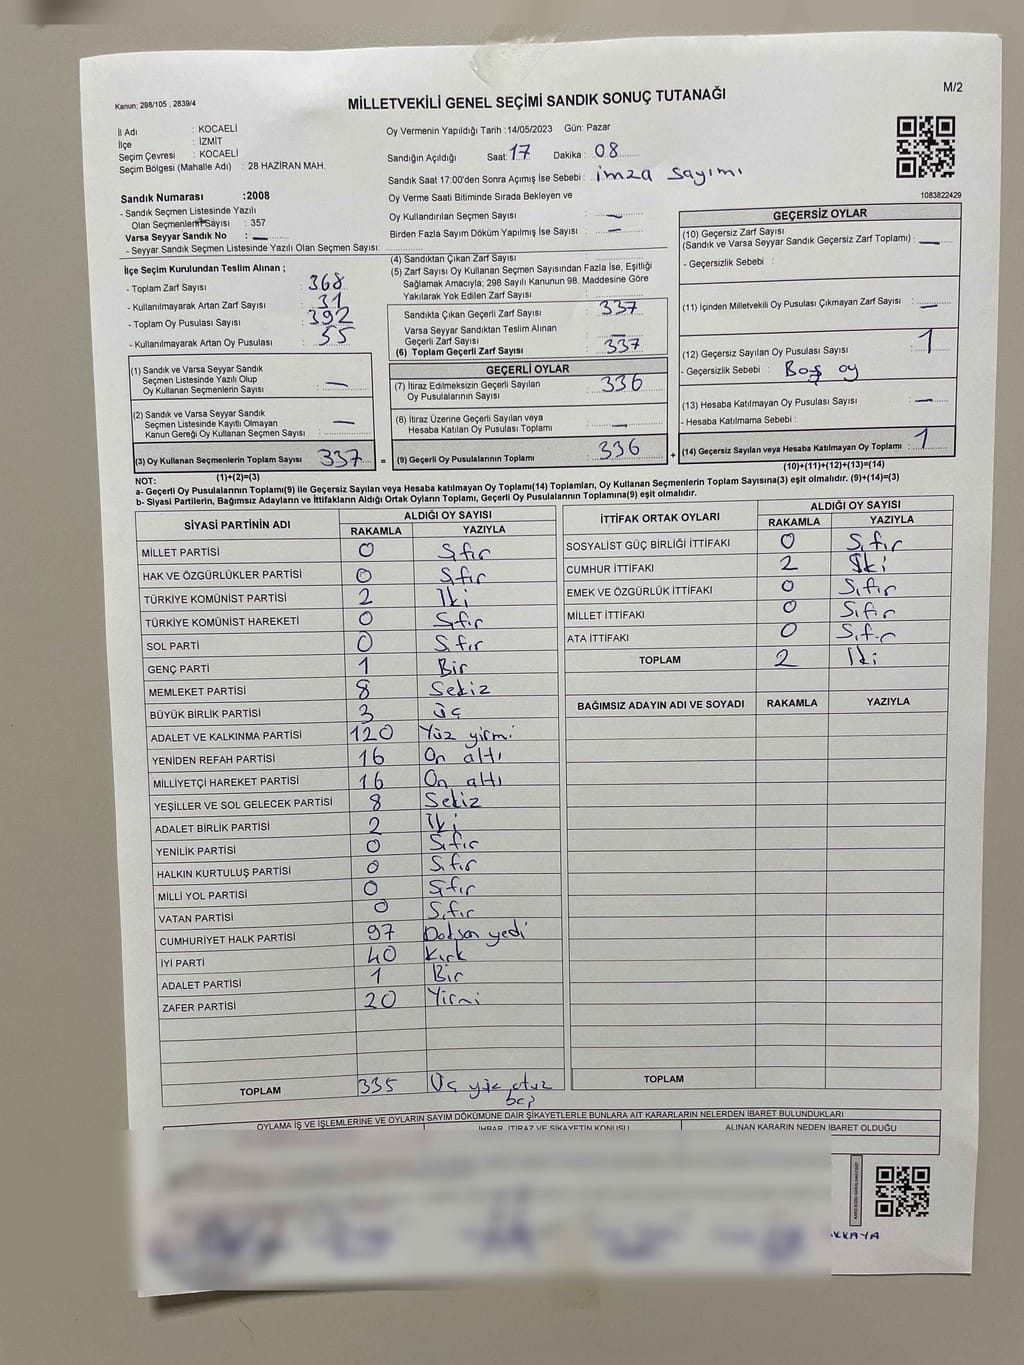 Kanun; 298/105 , 2839/4
MİLLETVEKİLİ GENEL SEÇİMİ SANDIK SONUÇ TUTANAĞI
M/2
İl Adı : KOCAELİ
İlçe : İZMİT
Seçim Çevresi : KOCAELİ
Seçim Bölgesi (Mahalle Adı) : 28 HAZİRAN MAH.
Oy Vermenin Yapıldığı Tarih : 14/05/2023 Gün: Pazar
Sandığın Açıldığı Saat: 17 Dakika : 08
Sandık Saat 17:00'den Sonra Açımış İse Sebebi : imza sayımı
1083822429
Sandık Numarası :2008
- Sandık Seçmen Listesinde Yazılı
Olan Seçmenlerin Sayısı : 357
Varsa Seyyar Sandık No : —
- Seyyar Sandık Seçmen Listesinde Yazılı Olan Seçmen Sayısı:
Oy Verme Saati Bitiminde Sırada Bekleyen ve
Oy Kullandırılan Seçmen Sayısı : —
Birden Fazla Sayım Döküm Yapılmış İse Sayısı : —
İlçe Seçim Kurulundan Teslim Alınan ;
- Toplam Zarf Sayısı : 368
- Kullanılmayarak Artan Zarf Sayısı : 31
- Toplam Oy Pusulası Sayısı : 392
- Kullanılmayarak Artan Oy Pusulası : 55
(4) Sandıktan Çıkan Zarf Sayısı :
(5) Zarf Sayısı Oy Kullanan Seçmen Sayısından Fazla İse, Eşitliği
Sağlamak Amacıyla; 298 Sayılı Kanunun 98. Maddesine Göre
Yakılarak Yok Edilen Zarf Sayısı :
Sandıkta Çıkan Geçerli Zarf Sayısı : 337
Varsa Seyyar Sandıktan Teslim Alınan
Geçerli Zarf Sayısı : —
(6) Toplam Geçerli Zarf Sayısı : 337
GEÇERSİZ OYLAR
(10) Geçersiz Zarf Sayısı
(Sandık ve Varsa Seyyar Sandık Geçersiz Zarf Toplamı) : —
- Geçersizlik Sebebi :
(11) İçinden Milletvekili Oy Pusulası Çıkmayan Zarf Sayısı : —
(12) Geçersiz Sayılan Oy Pusulası Sayısı : 1
- Geçersizlik Sebebi : Boş oy
(13) Hesaba Katılmayan Oy Pusulası Sayısı : —
- Hesaba Katılmama Sebebi :
(14) Geçersiz Sayılan veya Hesaba Katılmayan Oy Toplamı : 1
(10)+(11)+(12)+(13)=(14)
(1) Sandık ve Varsa Seyyar Sandık
Seçmen Listesinde Yazılı Olup
Oy Kullanan Seçmenlerin Sayısı : —
(2) Sandık ve Varsa Seyyar Sandık
Seçmen Listesinde Kayıtlı Olmayan
Kanun Gereği Oy Kullanan Seçmen Sayısı : —
(3) Oy Kullanan Seçmenlerin Toplam Sayısı 337 =
(1)+(2)=(3)
GEÇERLİ OYLAR
(7) İtiraz Edilmeksizin Geçerli Sayılan
Oy Pusulalarının Sayısı : 336
(8) İtiraz Üzerine Geçerli Sayılan veya
Hesaba Katılan Oy Pusulası Toplamı : —
(9) Geçerli Oy Pusulalarının Toplamı : 336 +
NOT:
a- Geçerli Oy Pusulalarının Toplamı(9) ile Geçersiz Sayılan veya Hesaba katılmayan Oy Toplamı(14) Toplamları, Oy Kullanan Seçmenlerin Toplam Sayısına(3) eşit olmalıdır. (9)+(14)=(3)
b- Siyasi Partilerin, Bağımsız Adayların ve İttifakların Aldığı Ortak Oyların Toplamı, Geçerli Oy Pusulalarının Toplamına(9) eşit olmalıdır.
SİYASİ PARTİNİN ADI ALDIĞI OY SAYISI
RAKAMLA YAZIYLA
MİLLET PARTİSİ 0 Sıfır
HAK VE ÖZGÜRLÜKLER PARTİSİ 0 Sıfır
TÜRKİYE KOMÜNİST PARTİSİ 2 İki
TÜRKİYE KOMÜNİST HAREKETİ 0 Sıfır
SOL PARTİ 0 Sıfır
GENÇ PARTİ 1 Bir
MEMLEKET PARTİSİ 8 Sekiz
BÜYÜK BİRLİK PARTİSİ 3 üç
ADALET VE KALKINMA PARTİSİ 120 Yüz yirmi
YENİDEN REFAH PARTİSİ 16 On altı
MİLLİYETÇİ HAREKET PARTİSİ 16 On altı
YEŞİLLER VE SOL GELECEK PARTİSİ 8 Sekiz
ADALET BİRLİK PARTİSİ 2 İki
YENİLİK PARTİSİ 0 Sıfır
HALKIN KURTULUŞ PARTİSİ 0 Sıfır
MİLLİ YOL PARTİSİ 0 Sıfır
VATAN PARTİSİ 0 Sıfır
CUMHURİYET HALK PARTİSİ 97 Doksan yedi
İYİ PARTİ 40 Kırk
ADALET PARTİSİ 1 Bir
ZAFER PARTİSİ 20 Yirmi
TOPLAM 335 Üç yüz otuz
beş
İTTİFAK ORTAK OYLARI ALDIĞI OY SAYISI
RAKAMLA YAZIYLA
SOSYALİST GÜÇ BİRLİĞİ İTTİFAKI 0 Sıfır
CUMHUR İTTİFAKI 2 İki
EMEK VE ÖZGÜRLÜK İTTİFAKI 0 Sıfır
MİLLET İTTİFAKI 0 Sıfır
ATA İTTİFAKI 0 Sıfır
TOPLAM 2 İki
BAĞIMSIZ ADAYIN ADI VE SOYADI RAKAMLA YAZIYLA
TOPLAM
OYLAMA İŞ VE İŞLEMLERİNE VE OYLARIN SAYIM DÖKÜMÜNE DAİR ŞİKAYETLERLE BUNLARA AİT KARARLARIN NELERDEN İBARET BULUNDUKLARI
İHBAR, İTİRAZ VE ŞİKAYETİN KONUSU ALINAN KARARIN NEDEN İBARET OLDUĞU